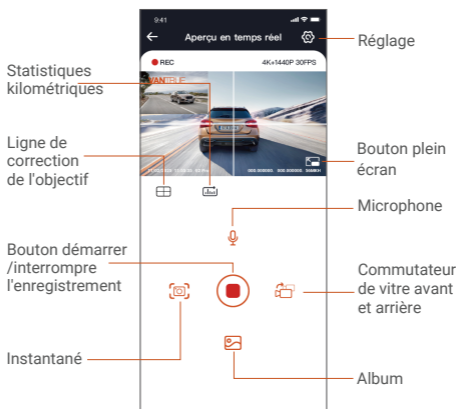 9:41
Aperçu en temps réel
REC
4K+1440P 30FPS
VANTRUE
Réglage
Statistiques
kilométriques
Ligne de
correction
de l'objectif
Bouton plein
écran
Microphone
Bouton démarrer
/interrompre
l'enregistrement
Commutateur
de vitre avant
et arrière
Instantané
Album